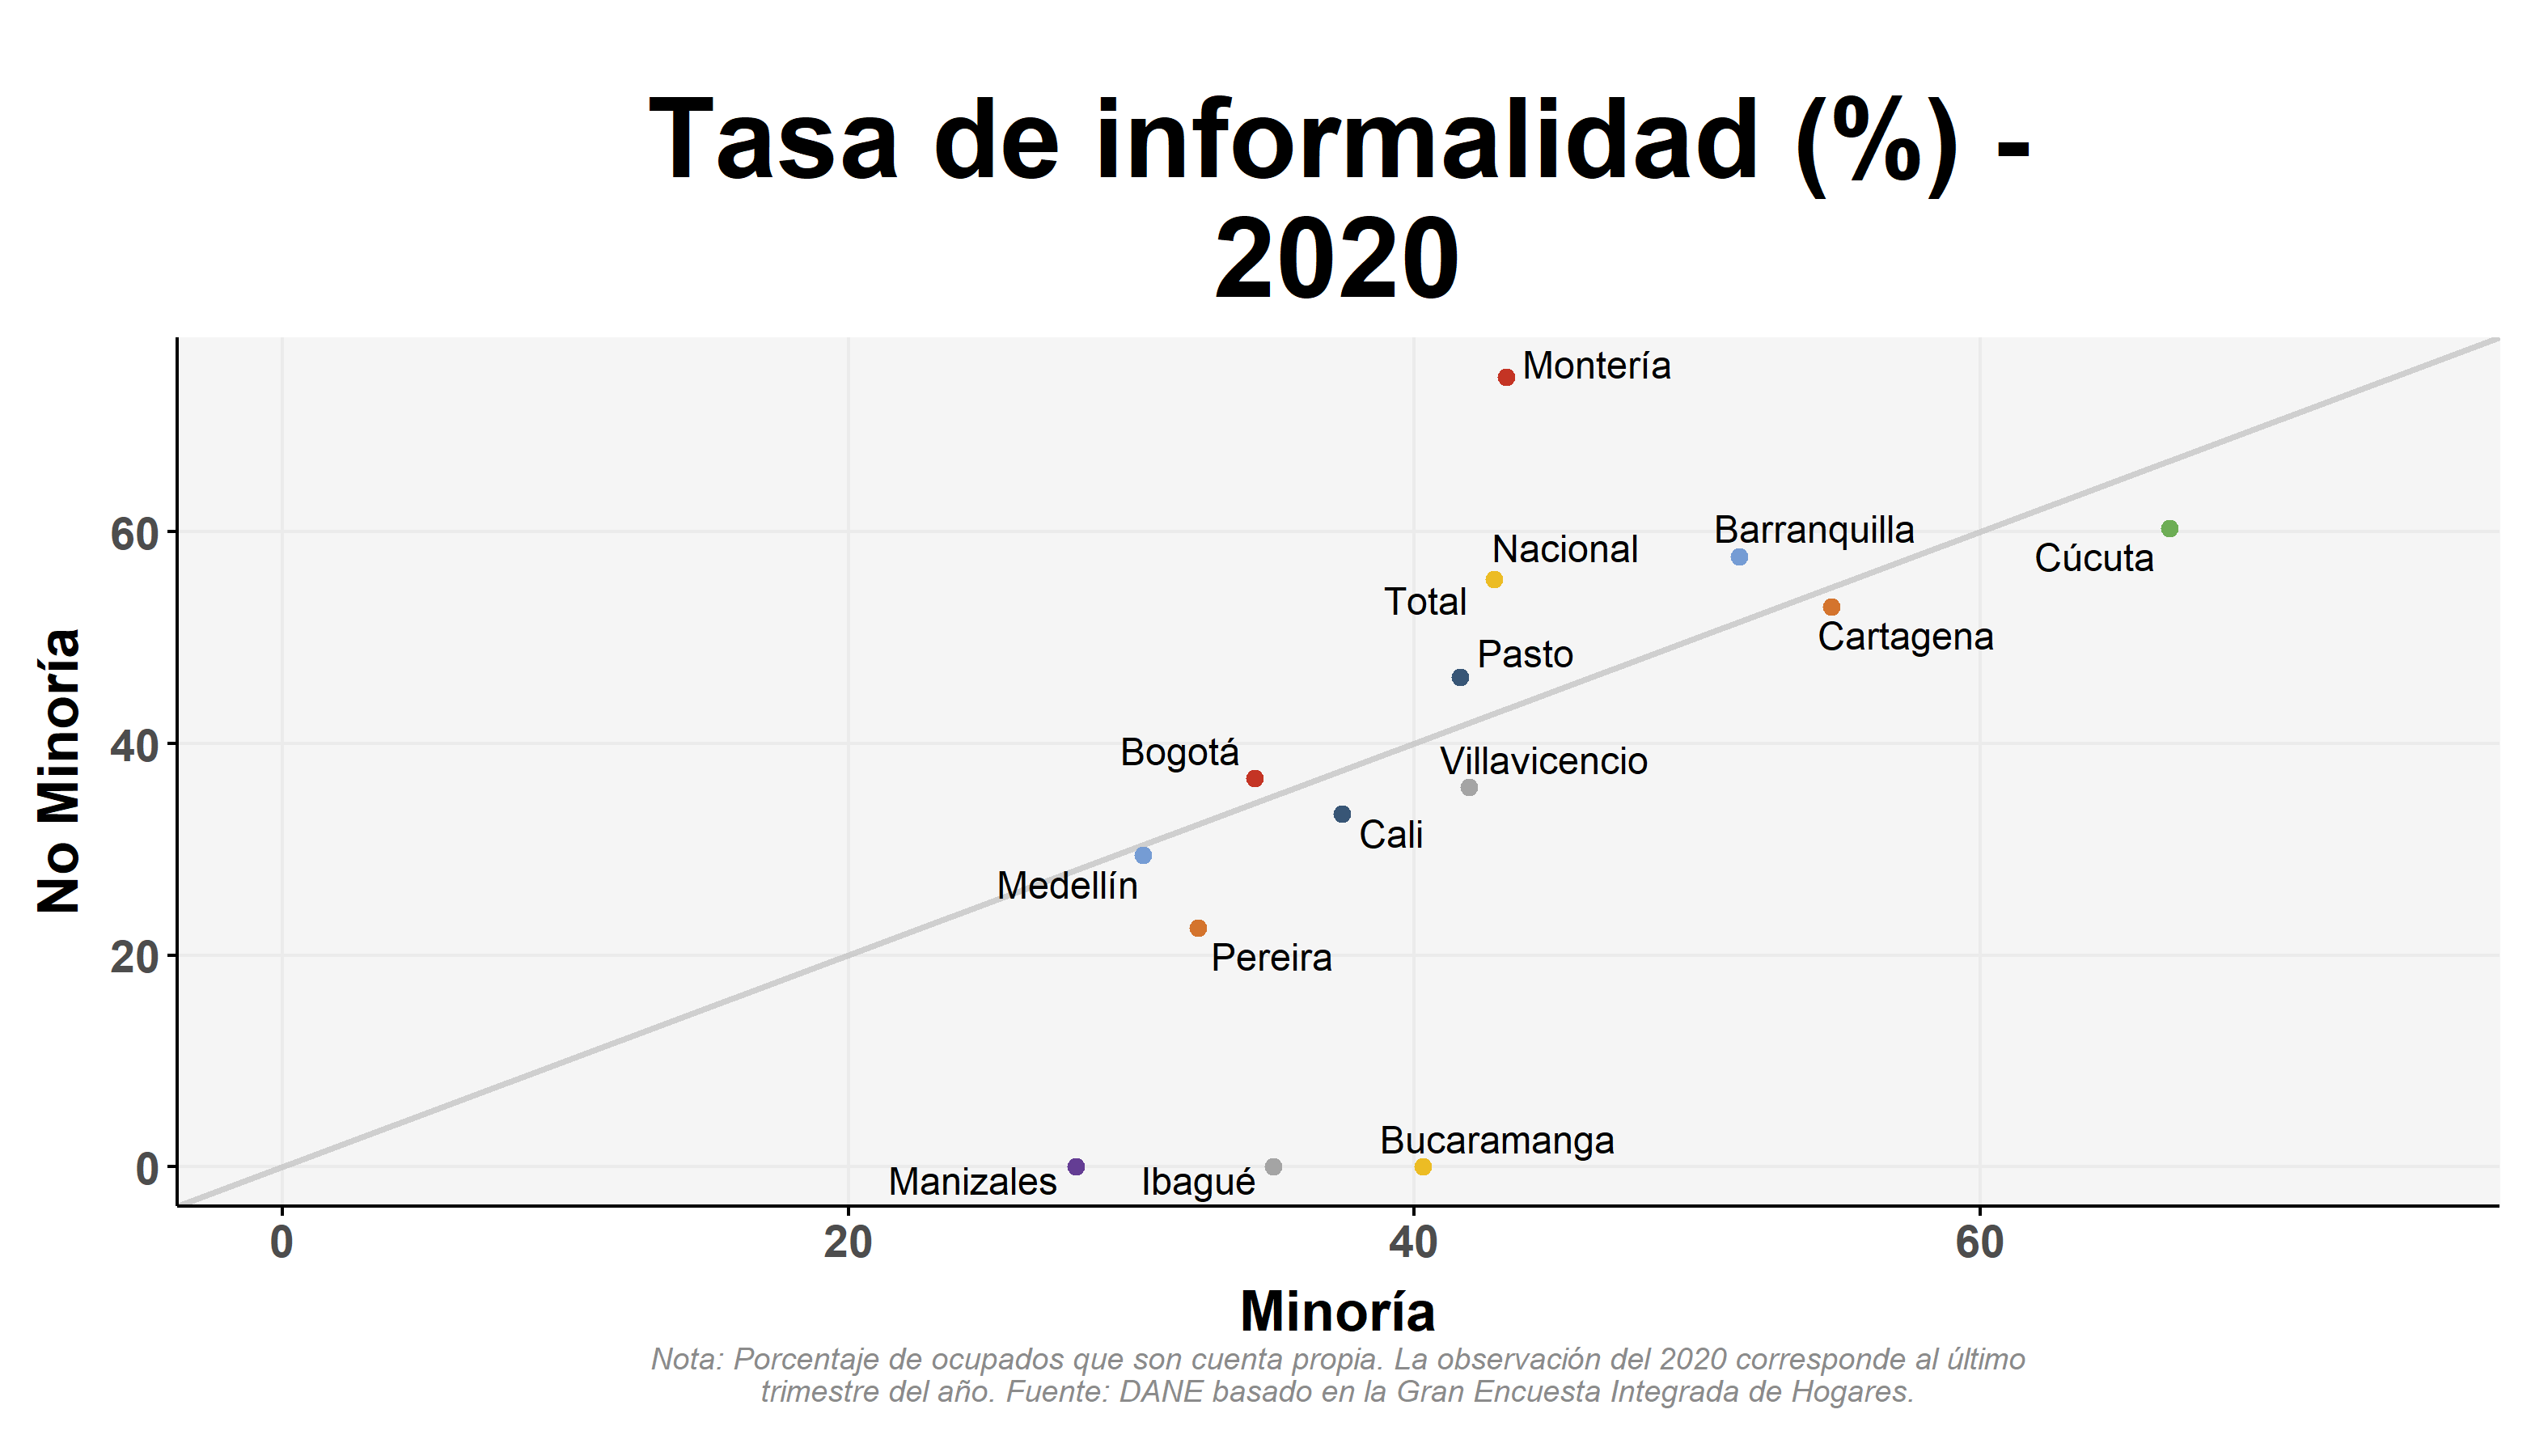 Tasa de informalidad (%) -
2020
No Minoría
60
40
20
0
Montería
Barranquilla
Nacional
Cúcuta
Total
Cartagena
Pasto
Bogotá
Villavicencio
Cali
Medellín
Pereira
Bucaramanga
Manizales
Ibagué
0
20
40
60
Minoría
Nota: Porcentaje de ocupados que son cuenta propia. La observación del 2020 corresponde al último
trimestre del año. Fuente: DANE basado en la Gran Encuesta Integrada de Hogares.